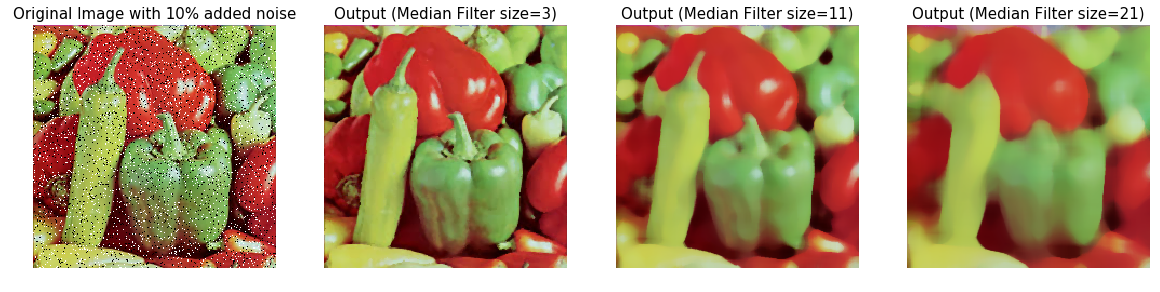 Original Image with 10% added noise
Output (Median Filter size=3)
Output (Median Filter size=11)
Output (Median Filter size=21)